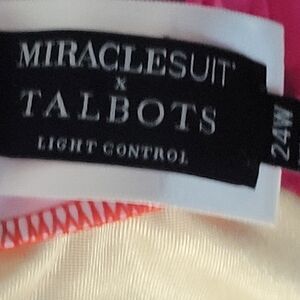 MIRACLESUIT
x
TALBOTS
LIGHT CONTROL
24W